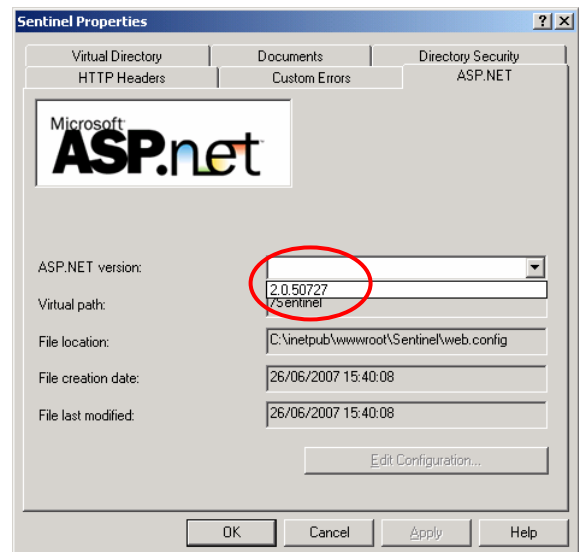 Sentinel Properties
Virtual Directory Documents Directory Security
HTTP Headers Custom Errors ASP.NET
Microsoft
ASP.net
ASP.NET version:
2.0.50727
Virtual path: /Sentinel
File location: C:\inetpub\wwwroot\Sentinel\web.config
File creation date: 26/06/2007 15:40:08
File last modified: 26/06/2007 15:40:08
Edit Configuration...
OK Cancel Apply Help